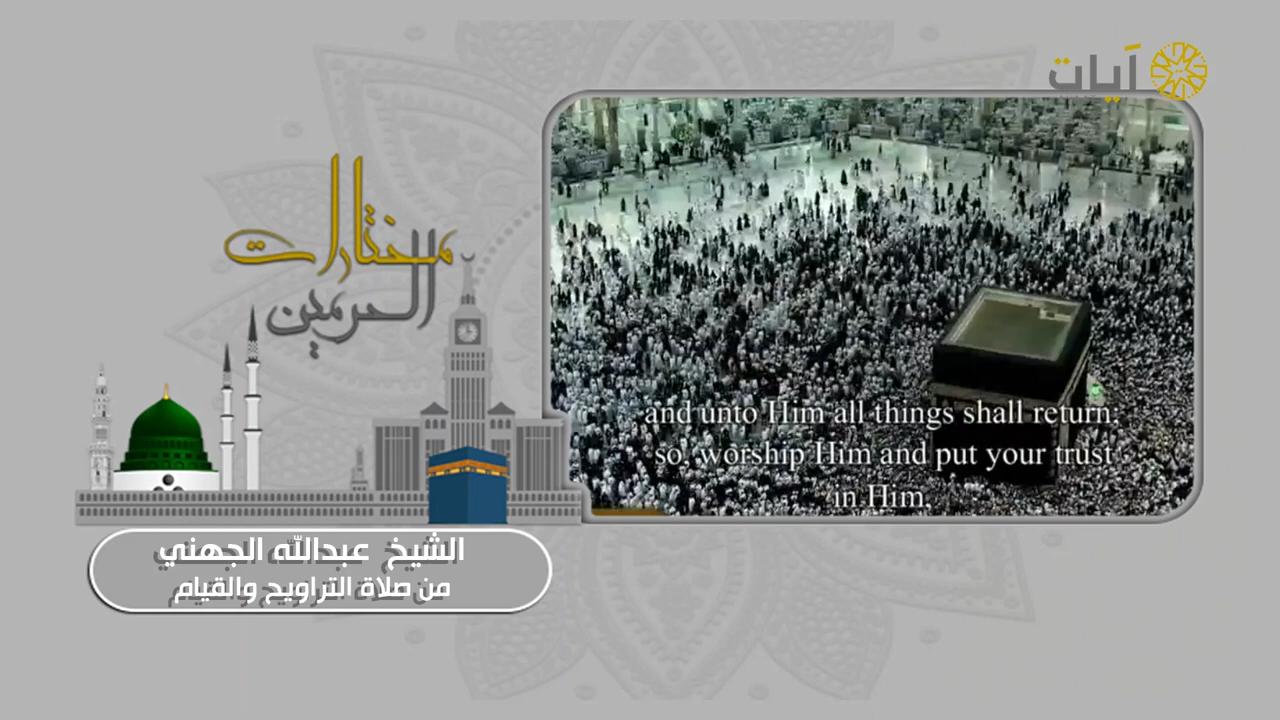 آيات
مختارات
الحرمين
and unto Him all things shall return,
so, worship Him and put your trust
in Him.
الشيخ عبدالله الجهني
من صلاة التراويح والقيام